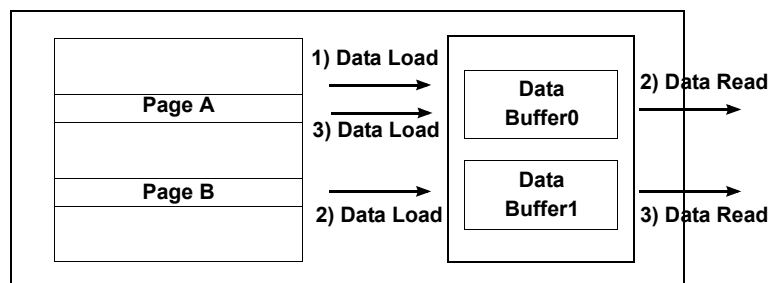 1) Data Load
Page A
3) Data Load
Data
Buffer0
2) Data Read
Page B
2) Data Load
Data
Buffer1
3) Data Read